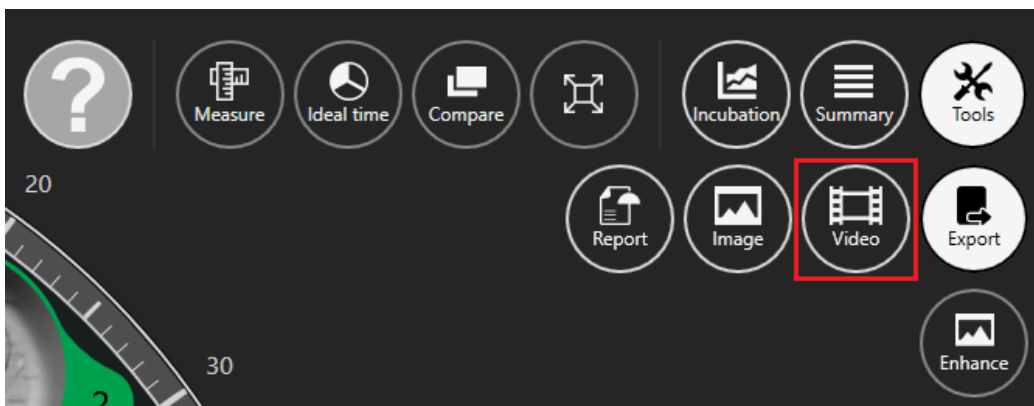 ?
Measure
Ideal time
Compare
Incubation
Summary
Tools
20
Report
Image
Video
Export
30
Enhance
2